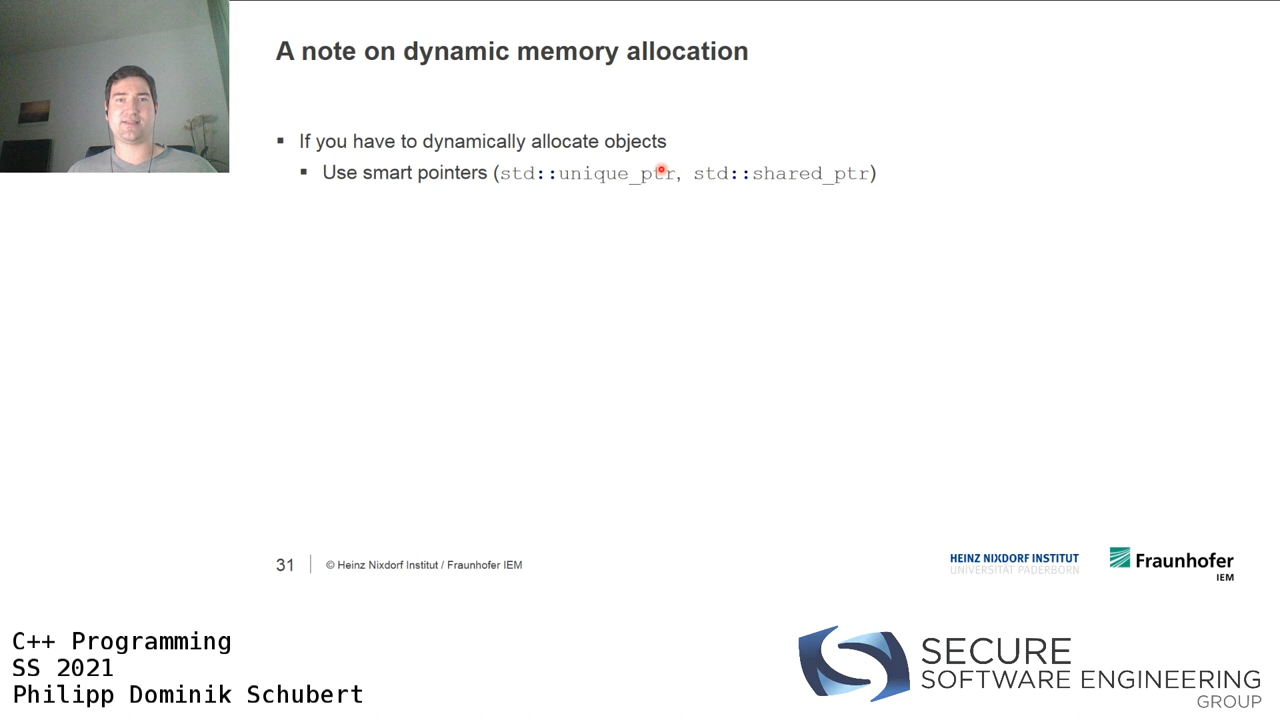 A note on dynamic memory allocation
▪ If you have to dynamically allocate objects
▪ Use smart pointers (std::unique_ptr, std::shared_ptr)
31 | © Heinz Nixdorf Institut / Fraunhofer IEM
HEINZ NIXDORF INSTITUT
UNIVERSITÄT PADERBORN
Fraunhofer
IEM
C++ Programming
SS 2021
Philipp Dominik Schubert
SECURE
SOFTWARE ENGINEERING
GROUP